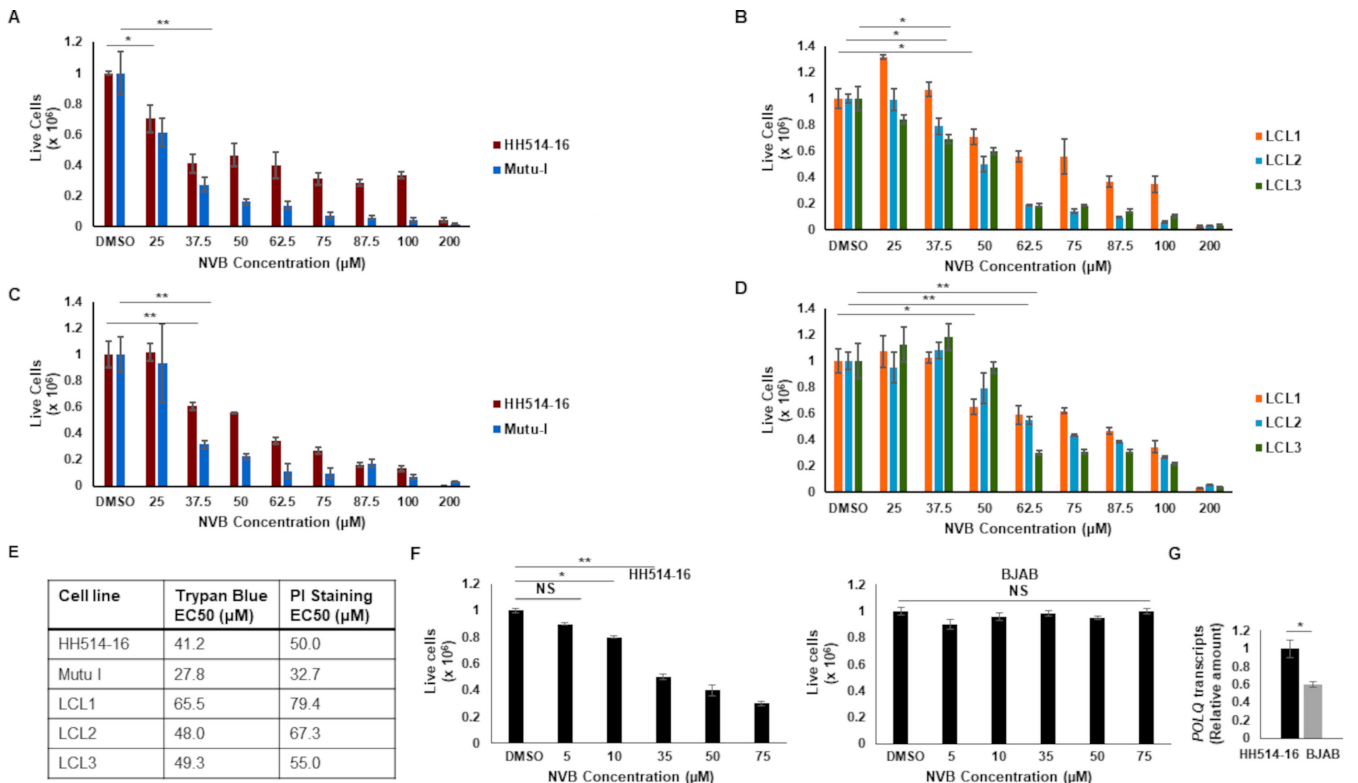 A
**
*
1.2
1
0.8
0.6
0.4
0.2
0
Live Cells
(x 10⁶)
DMSO 25 37.5 50 62.5 75 87.5 100 200
NVB Concentration (µM)
HH514-16
Mutu-I
B
*
*
*
1.4
1.2
1
0.8
0.6
0.4
0.2
0
Live Cells
(x 10⁶)
DMSO 25 37.5 50 62.5 75 87.5 100 200
NVB Concentration (µM)
LCL1
LCL2
LCL3
C
**
**
1.4
1.2
1
0.8
0.6
0.4
0.2
0
Live Cells
(x 10⁶)
DMSO 25 37.5 50 62.5 75 87.5 100 200
NVB Concentration (µM)
HH514-16
Mutu-I
D
**
**
*
1.4
1.2
1
0.8
0.6
0.4
0.2
0
Live Cells
(x 10⁶)
DMSO 25 37.5 50 62.5 75 87.5 100 200
NVB Concentration (µM)
LCL1
LCL2
LCL3
E
Cell line Trypan Blue EC50 (µM) PI Staining EC50 (µM)
HH514-16 41.2 50.0
Mutu I 27.8 32.7
LCL1 65.5 79.4
LCL2 48.0 67.3
LCL3 49.3 55.0
F
**
HH514-16
*
NS
1.2
1
0.8
0.6
0.4
0.2
0
Live cells
(x 10⁶)
DMSO 5 10 35 50 75
NVB Concentration (µM)
BJAB
NS
1.2
1
0.8
0.6
0.4
0.2
0
Live cells
(x 10⁶)
DMSO 5 10 35 50 75
NVB Concentration (µM)
G
*
1.2
1
0.8
0.6
0.4
0.2
0
POLQ transcripts
(Relative amount)
HH514-16 BJAB